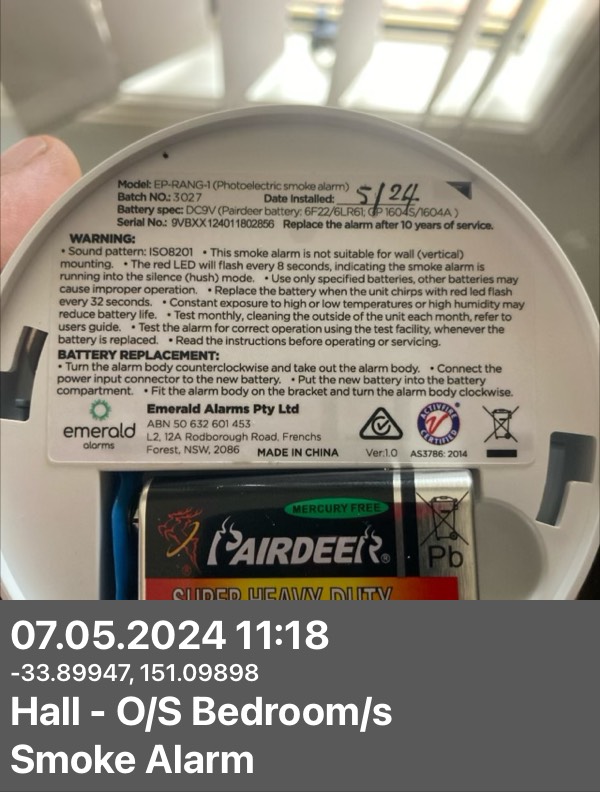 Model: EP-RANG-1 (Photoelectric smoke alarm)
Batch NO.: 3027 Date Installed: 5/24
Battery spec: DC9V (Pairdeer battery: 6F22/6LR61; GP 1604S/1604A )
Serial No.: 9VBXX124011802856 Replace the alarm after 10 years of service.
WARNING:
• Sound pattern: ISO8201 • This smoke alarm is not suitable for wall (vertical)
mounting. • The red LED will flash every 8 seconds, indicating the smoke alarm is
running into the silence (hush) mode. • Use only specified batteries, other batteries may
cause improper operation. • Replace the battery when the unit chirps with red led flash
every 32 seconds. • Constant exposure to high or low temperatures or high humidity may
reduce battery life. • Test monthly, cleaning the outside of the unit each month, refer to
users guide. • Test the alarm for correct operation using the test facility, whenever the
battery is replaced. • Read the instructions before operating or servicing.
BATTERY REPLACEMENT:
• Turn the alarm body counterclockwise and take out the alarm body. • Connect the
power input connector to the new battery. • Put the new battery into the battery
compartment. • Fit the alarm body on the bracket and turn the alarm body clockwise.
emerald
alarms
Emerald Alarms Pty Ltd
ABN 50 632 601 453
L2, 12A Rodborough Road, Frenchs
Forest, NSW, 2086 MADE IN CHINA
Ver:1.0
ACTIVFIRE
CERTIFIED
AS3786: 2014
MERCURY FREE
PAIRDEER®
Pb
SUPER HEAVY DUTY
07.05.2024 11:18
-33.89947, 151.09898
Hall - O/S Bedroom/s
Smoke Alarm